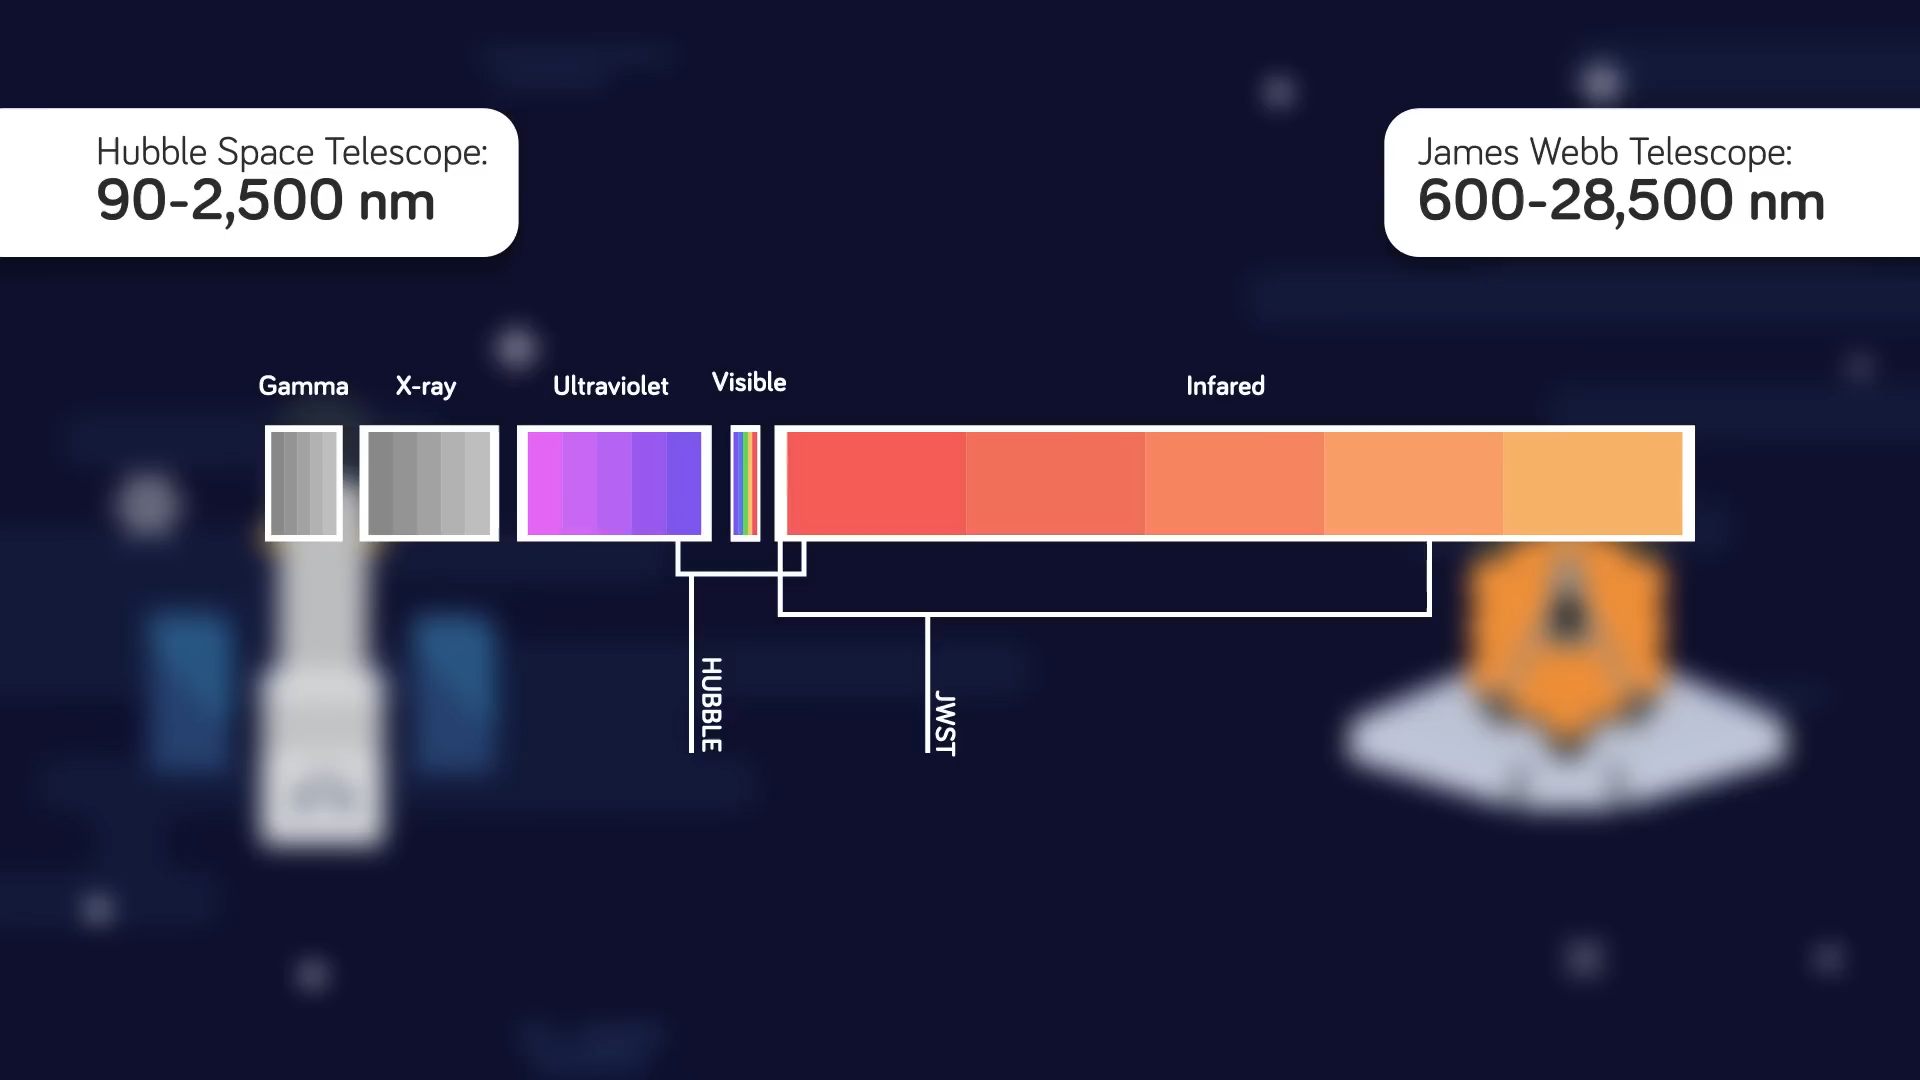 Hubble Space Telescope:
90-2,500 nm
James Webb Telescope:
600-28,500 nm
Gamma
X-ray
Ultraviolet
Visible
Infared
HUBBLE
JWST